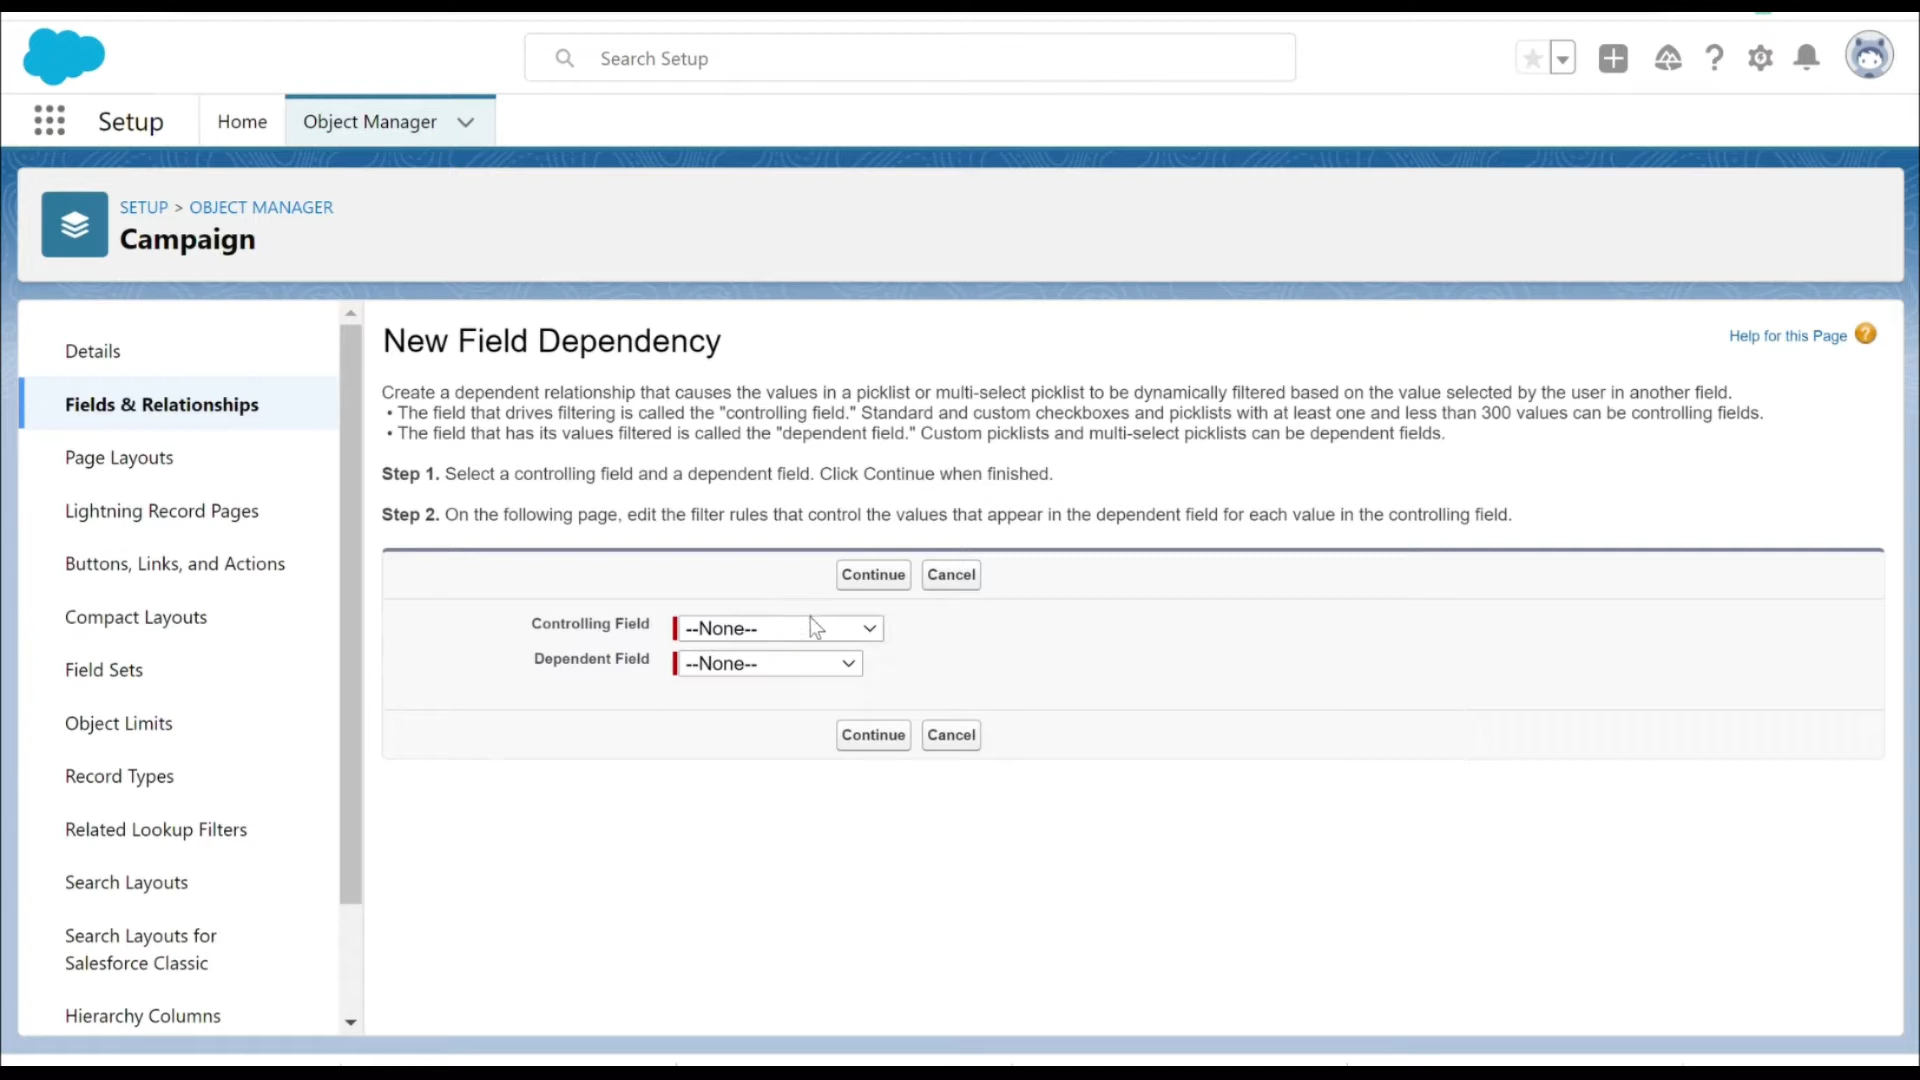 Search Setup
Setup
Home
Object Manager
SETUP > OBJECT MANAGER
Campaign
Details
Fields & Relationships
Page Layouts
Lightning Record Pages
Buttons, Links, and Actions
Compact Layouts
Field Sets
Object Limits
Record Types
Related Lookup Filters
Search Layouts
Search Layouts for
Salesforce Classic
Hierarchy Columns
New Field Dependency
Help for this Page ?
Create a dependent relationship that causes the values in a picklist or multi-select picklist to be dynamically filtered based on the value selected by the user in another field.
• The field that drives filtering is called the "controlling field." Standard and custom checkboxes and picklists with at least one and less than 300 values can be controlling fields.
• The field that has its values filtered is called the "dependent field." Custom picklists and multi-select picklists can be dependent fields.
Step 1. Select a controlling field and a dependent field. Click Continue when finished.
Step 2. On the following page, edit the filter rules that control the values that appear in the dependent field for each value in the controlling field.
Continue Cancel
Controlling Field --None--
Dependent Field --None--
Continue Cancel